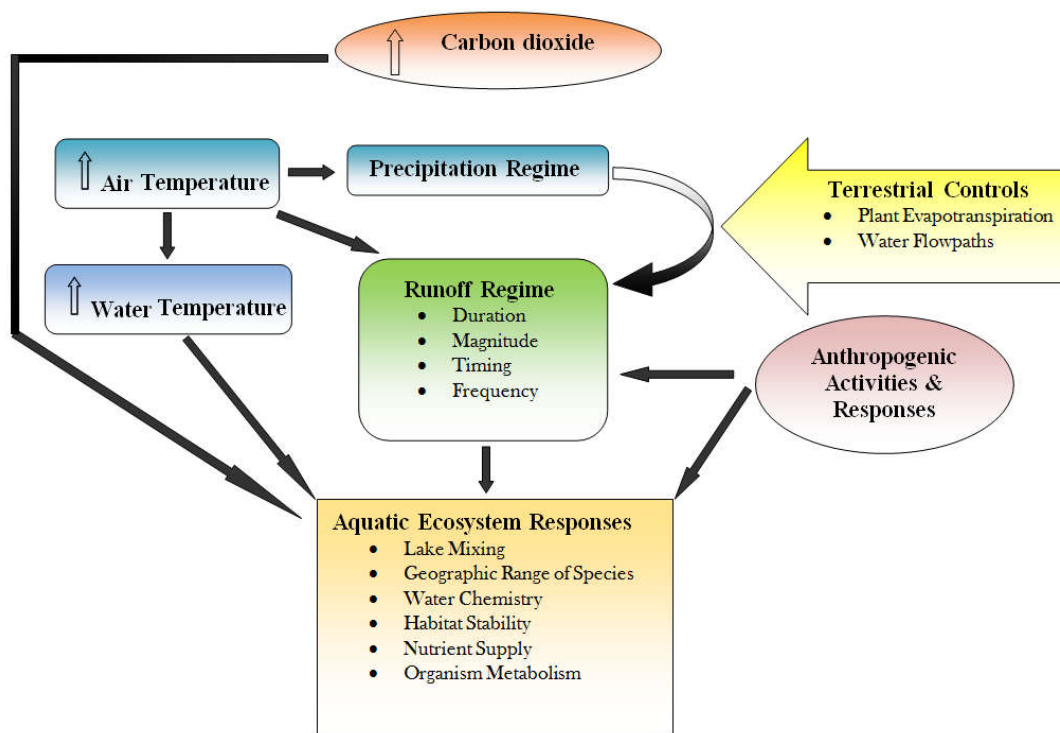 Carbon dioxide
Air Temperature
Precipitation Regime
Terrestrial Controls
• Plant Evapotranspiration
• Water Flowpaths
Water Temperature
Runoff Regime
• Duration
• Magnitude
• Timing
• Frequency
Anthropogenic
Activities &
Responses
Aquatic Ecosystem Responses
• Lake Mixing
• Geographic Range of Species
• Water Chemistry
• Habitat Stability
• Nutrient Supply
• Organism Metabolism